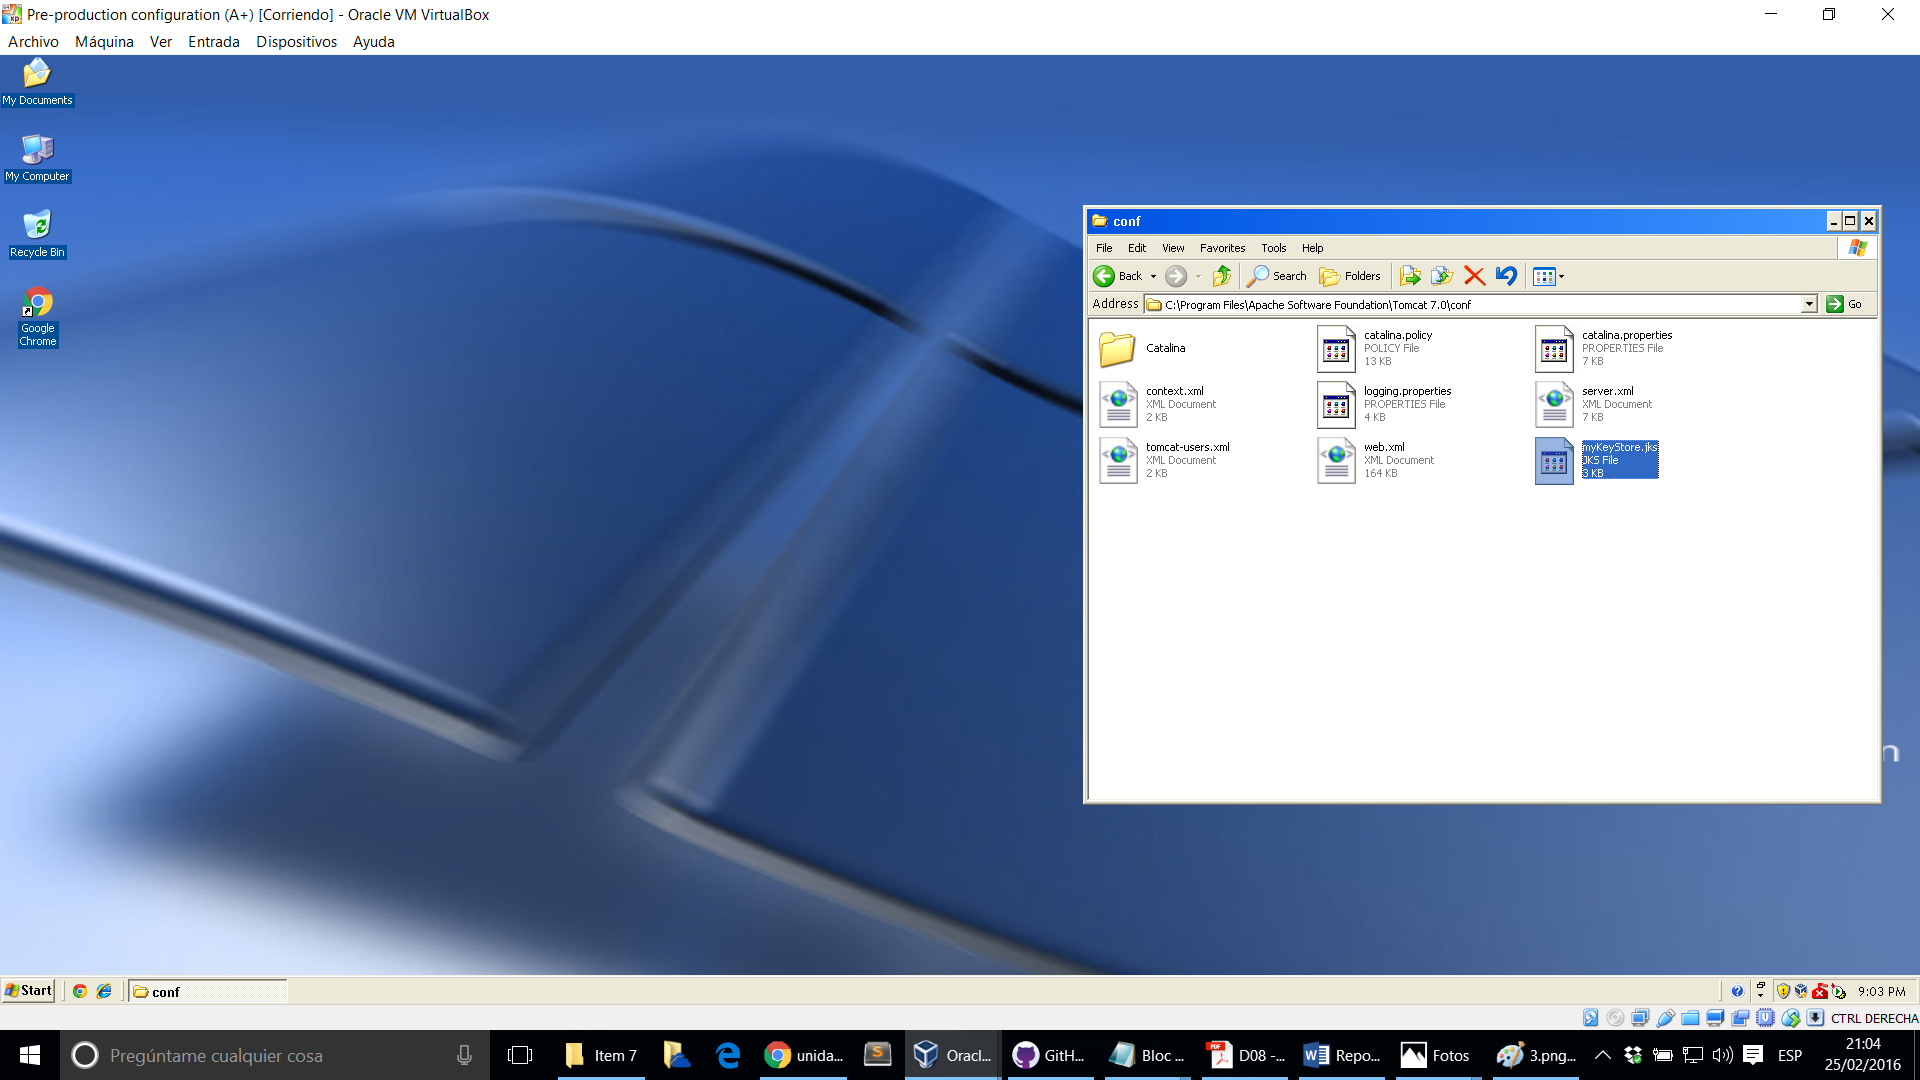 Pre-production configuration (A+) [Corriendo] - Oracle VM VirtualBox
Archivo Máquina Ver Entrada Dispositivos Ayuda
My Documents
My Computer
Recycle Bin
Google
Chrome
conf
File Edit View Favorites Tools Help
Back Search Folders
Address C:\Program Files\Apache Software Foundation\Tomcat 7.0\conf Go
Catalina
catalina.policy
POLICY File
13 KB
catalina.properties
PROPERTIES File
7 KB
context.xml
XML Document
2 KB
logging.properties
PROPERTIES File
4 KB
server.xml
XML Document
7 KB
tomcat-users.xml
XML Document
2 KB
web.xml
XML Document
164 KB
myKeyStore.jks
JKS File
3 KB
n
Start conf 9:03 PM
CTRL DERECHA
Pregúntame cualquier cosa Item 7 unida... Oracl... GitH... Bloc ... D08 -... Repo... Fotos 3.png... ESP
21:04
25/02/2016